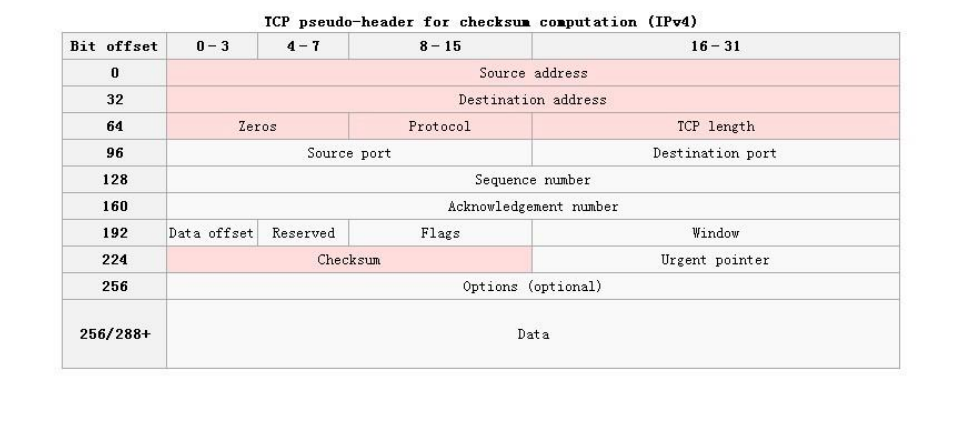 TCP pseudo-header for checksum computation (IPv4)
Bit offset 0-3 4-7 8-15 16-31
0 Source address
32 Destination address
64 Zeros Protocol TCP length
96 Source port Destination port
128 Sequence number
160 Acknowledgement number
192 Data offset Reserved Flags Window
224 Checksum Urgent pointer
256 Options (optional)
256/288+ Data